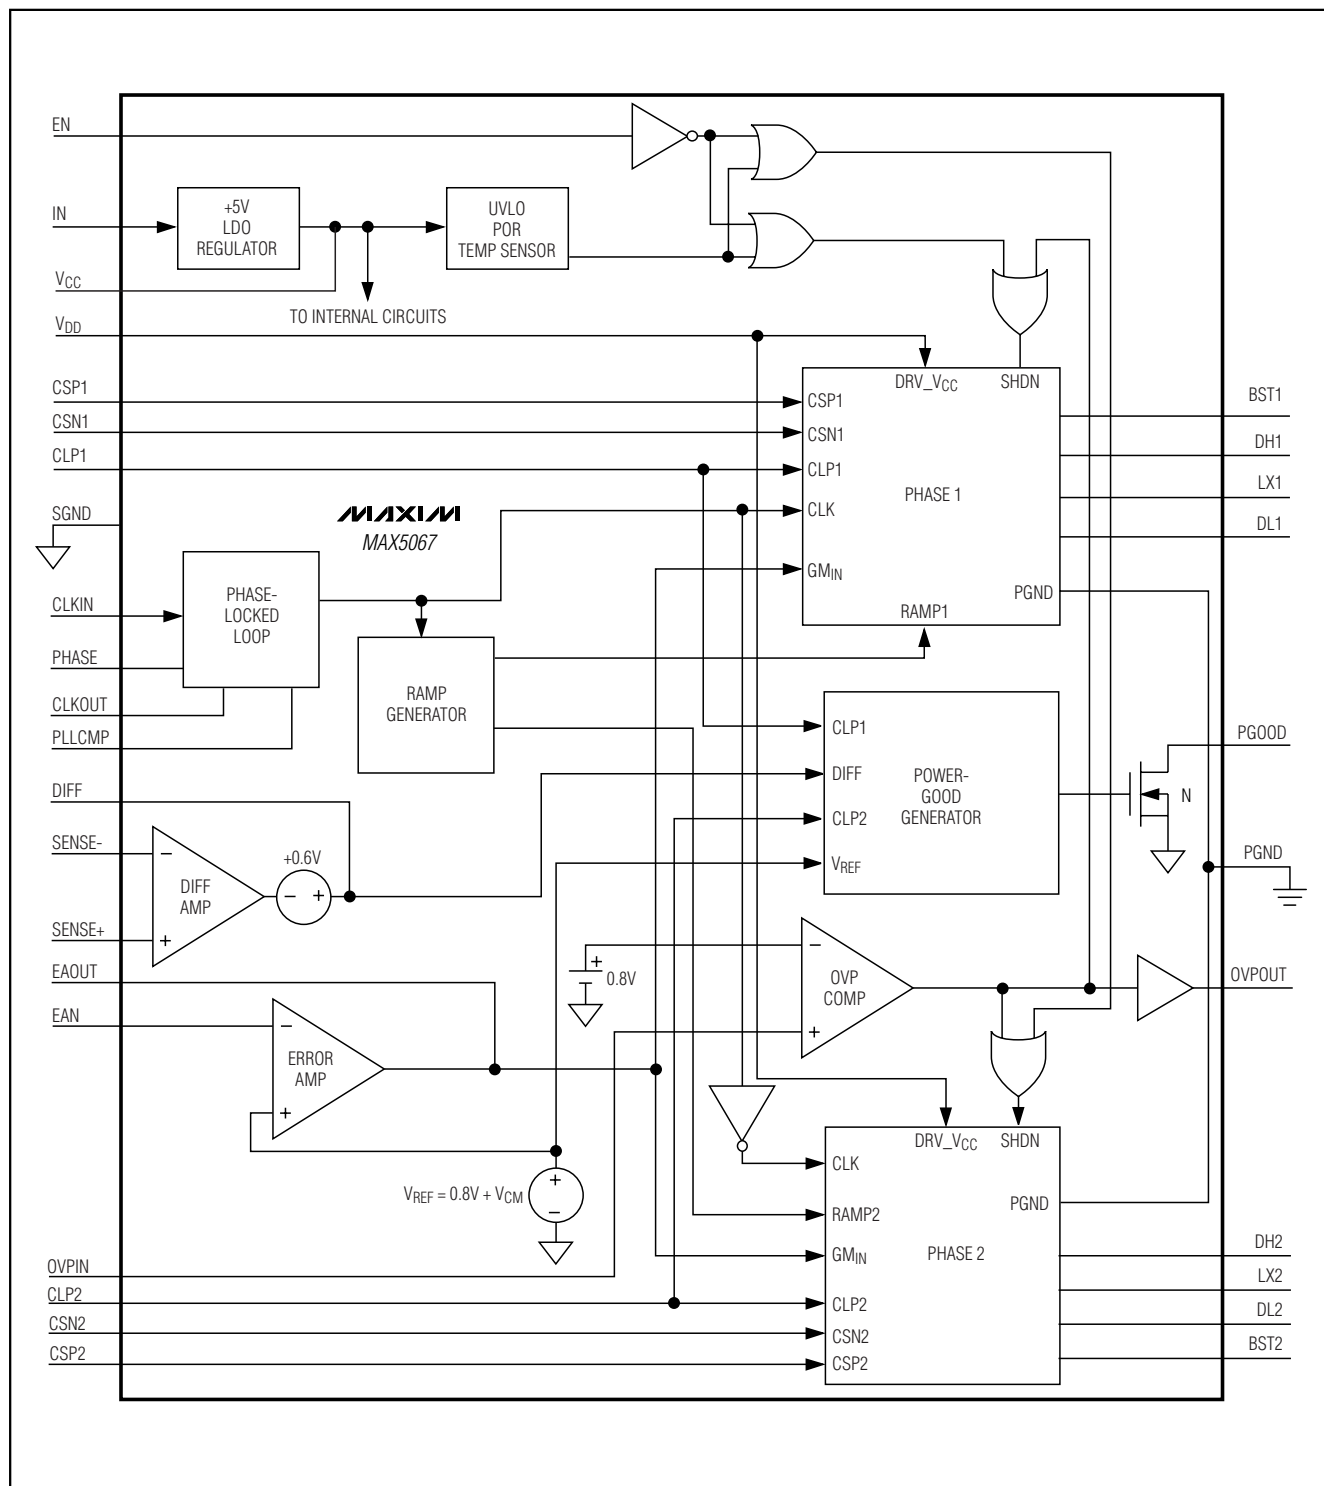 EN
IN
+5V
LDO
REGULATOR
UVLO
POR
TEMP SENSOR
VCC
TO INTERNAL CIRCUITS
VDD
DRV_VCC
SHDN
CSP1
CSP1
BST1
CSN1
CSN1
DH1
CLP1
CLP1
PHASE 1
LX1
SGND
MAXIM
MAX5067
CLK
DL1
GMIN
PGND
RAMP1
CLKIN
PHASE-
LOCKED
LOOP
PHASE
CLKOUT
PLLCMP
RAMP
GENERATOR
CLP1
PGOOD
DIFF
DIFF
POWER-
GOOD
GENERATOR
N
CLP2
SENSE-
−
+0.6V
DIFF
AMP
− +
VREF
PGND
SENSE+
+
EAOUT
+
0.8V
−
OVP
COMP
+
OVPOUT
EAN
−
ERROR
AMP
+
DRV_VCC
SHDN
VREF = 0.8V + VCM
+
−
CLK
RAMP2
PGND
GMIN
PHASE 2
DH2
OVPIN
LX2
CLP2
CLP2
DL2
CSN2
CSN2
BST2
CSP2
CSP2